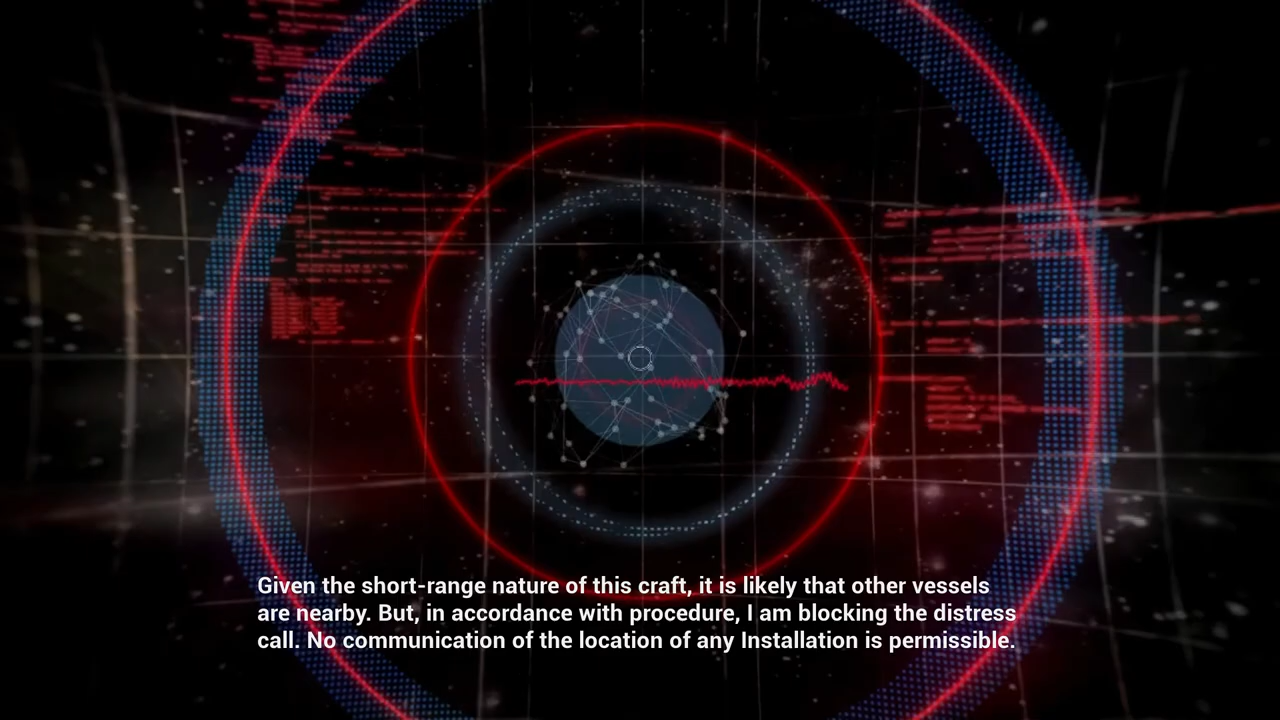 Given the short-range nature of this craft, it is likely that other vessels
are nearby. But, in accordance with procedure, I am blocking the distress
call. No communication of the location of any Installation is permissible.